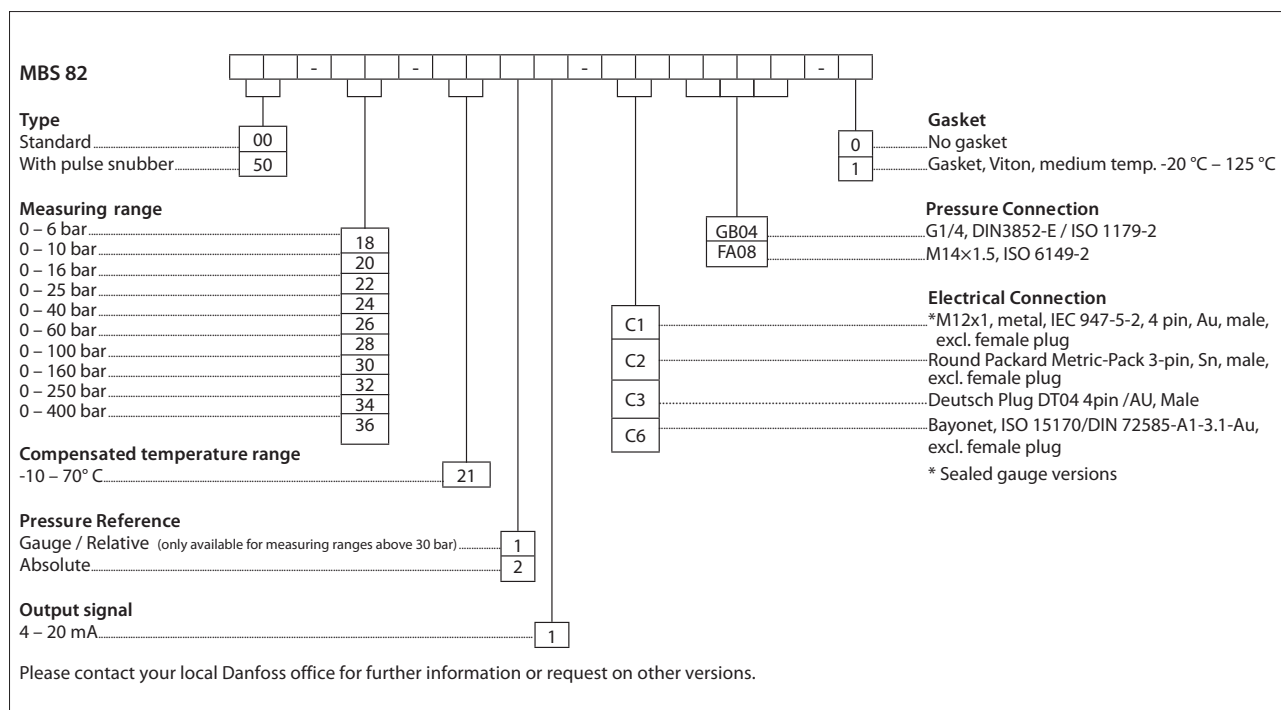 MBS 82
- - - -
Type
Standard 00
With pulse snubber 50
Measuring range
0 – 6 bar 18
0 – 10 bar 20
0 – 16 bar 22
0 – 25 bar 24
0 – 40 bar 26
0 – 60 bar 28
0 – 100 bar 30
0 – 160 bar 32
0 – 250 bar 34
0 – 400 bar 36
Compensated temperature range
-10 – 70° C 21
Pressure Reference
Gauge / Relative (only available for measuring ranges above 30 bar) 1
Absolute 2
Output signal
4 – 20 mA 1
Gasket
0 No gasket
1 Gasket, Viton, medium temp. -20 °C – 125 °C
Pressure Connection
GB04 G1/4, DIN3852-E / ISO 1179-2
FA08 M14×1.5, ISO 6149-2
Electrical Connection
C1 *M12x1, metal, IEC 947-5-2, 4 pin, Au, male,
excl. female plug
C2 Round Packard Metric-Pack 3-pin, Sn, male,
excl. female plug
C3 Deutsch Plug DT04 4pin /AU, Male
C6 Bayonet, ISO 15170/DIN 72585-A1-3.1-Au,
excl. female plug
* Sealed gauge versions
Please contact your local Danfoss office for further information or request on other versions.